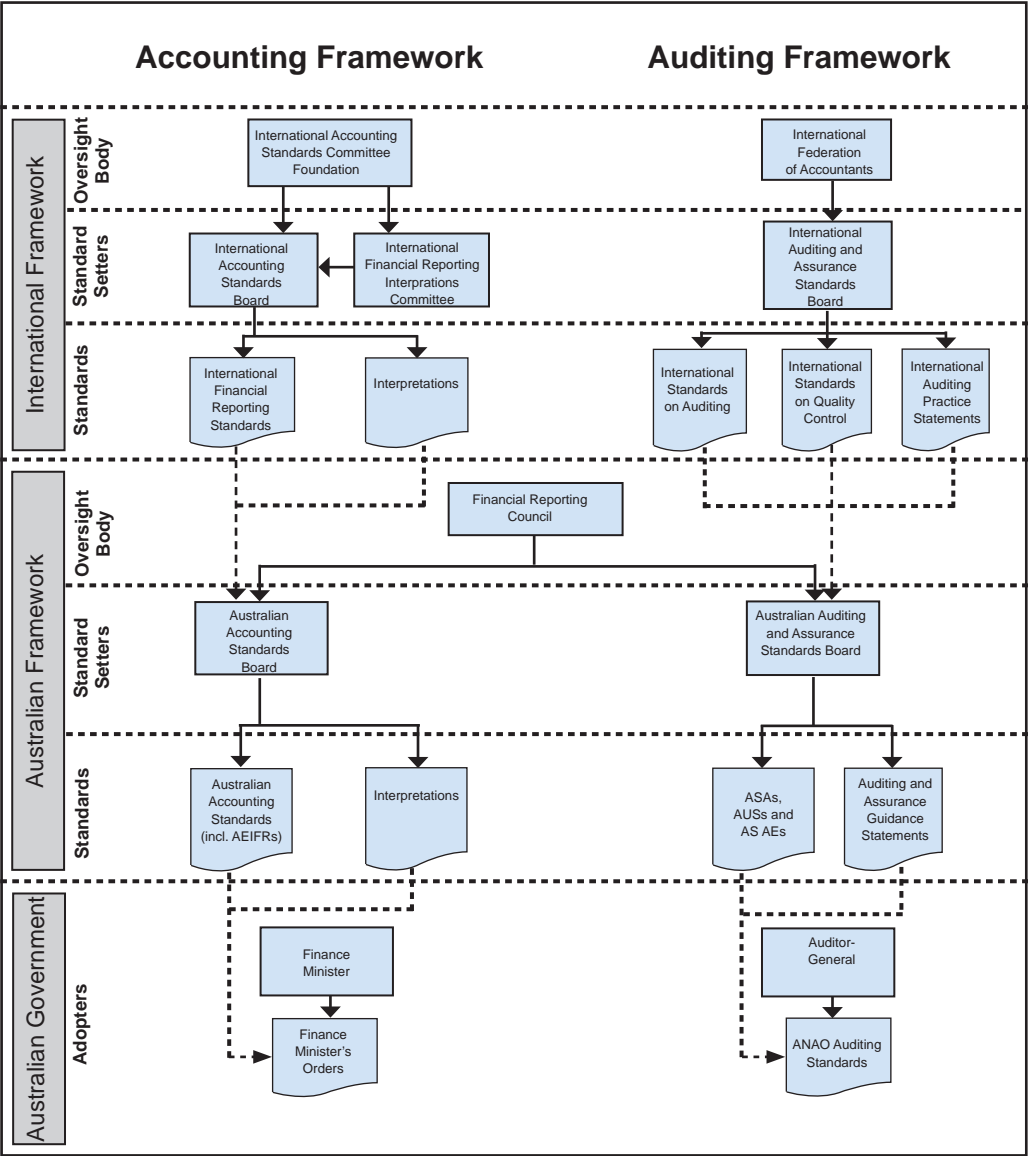 Accounting Framework
Auditing Framework
International Framework
Oversight
Body
International Accounting
Standards Committee
Foundation
International
Federation
of Accountants
Standard
Setters
International
Accounting
Standards
Board
International
Financial Reporting
Interprations
Committee
International
Auditing and
Assurance
Standards
Board
Standards
International
Financial
Reporting
Standards
Interpretations
International
Standards
on Auditing
International
Standards
on Quality
Control
International
Auditing
Practice
Statements
Australian Framework
Oversight
Body
Financial Reporting
Council
Standard
Setters
Australian
Accounting
Standards
Board
Australian Auditing
and Assurance
Standards Board
Standards
Australian
Accounting
Standards
(incl. AEIFRs)
Interpretations
ASAs,
AUSs and
AS AEs
Auditing and
Assurance
Guidance
Statements
Australian Government
Adopters
Finance
Minister
Auditor-
General
Finance
Minister's
Orders
ANAO Auditing
Standards